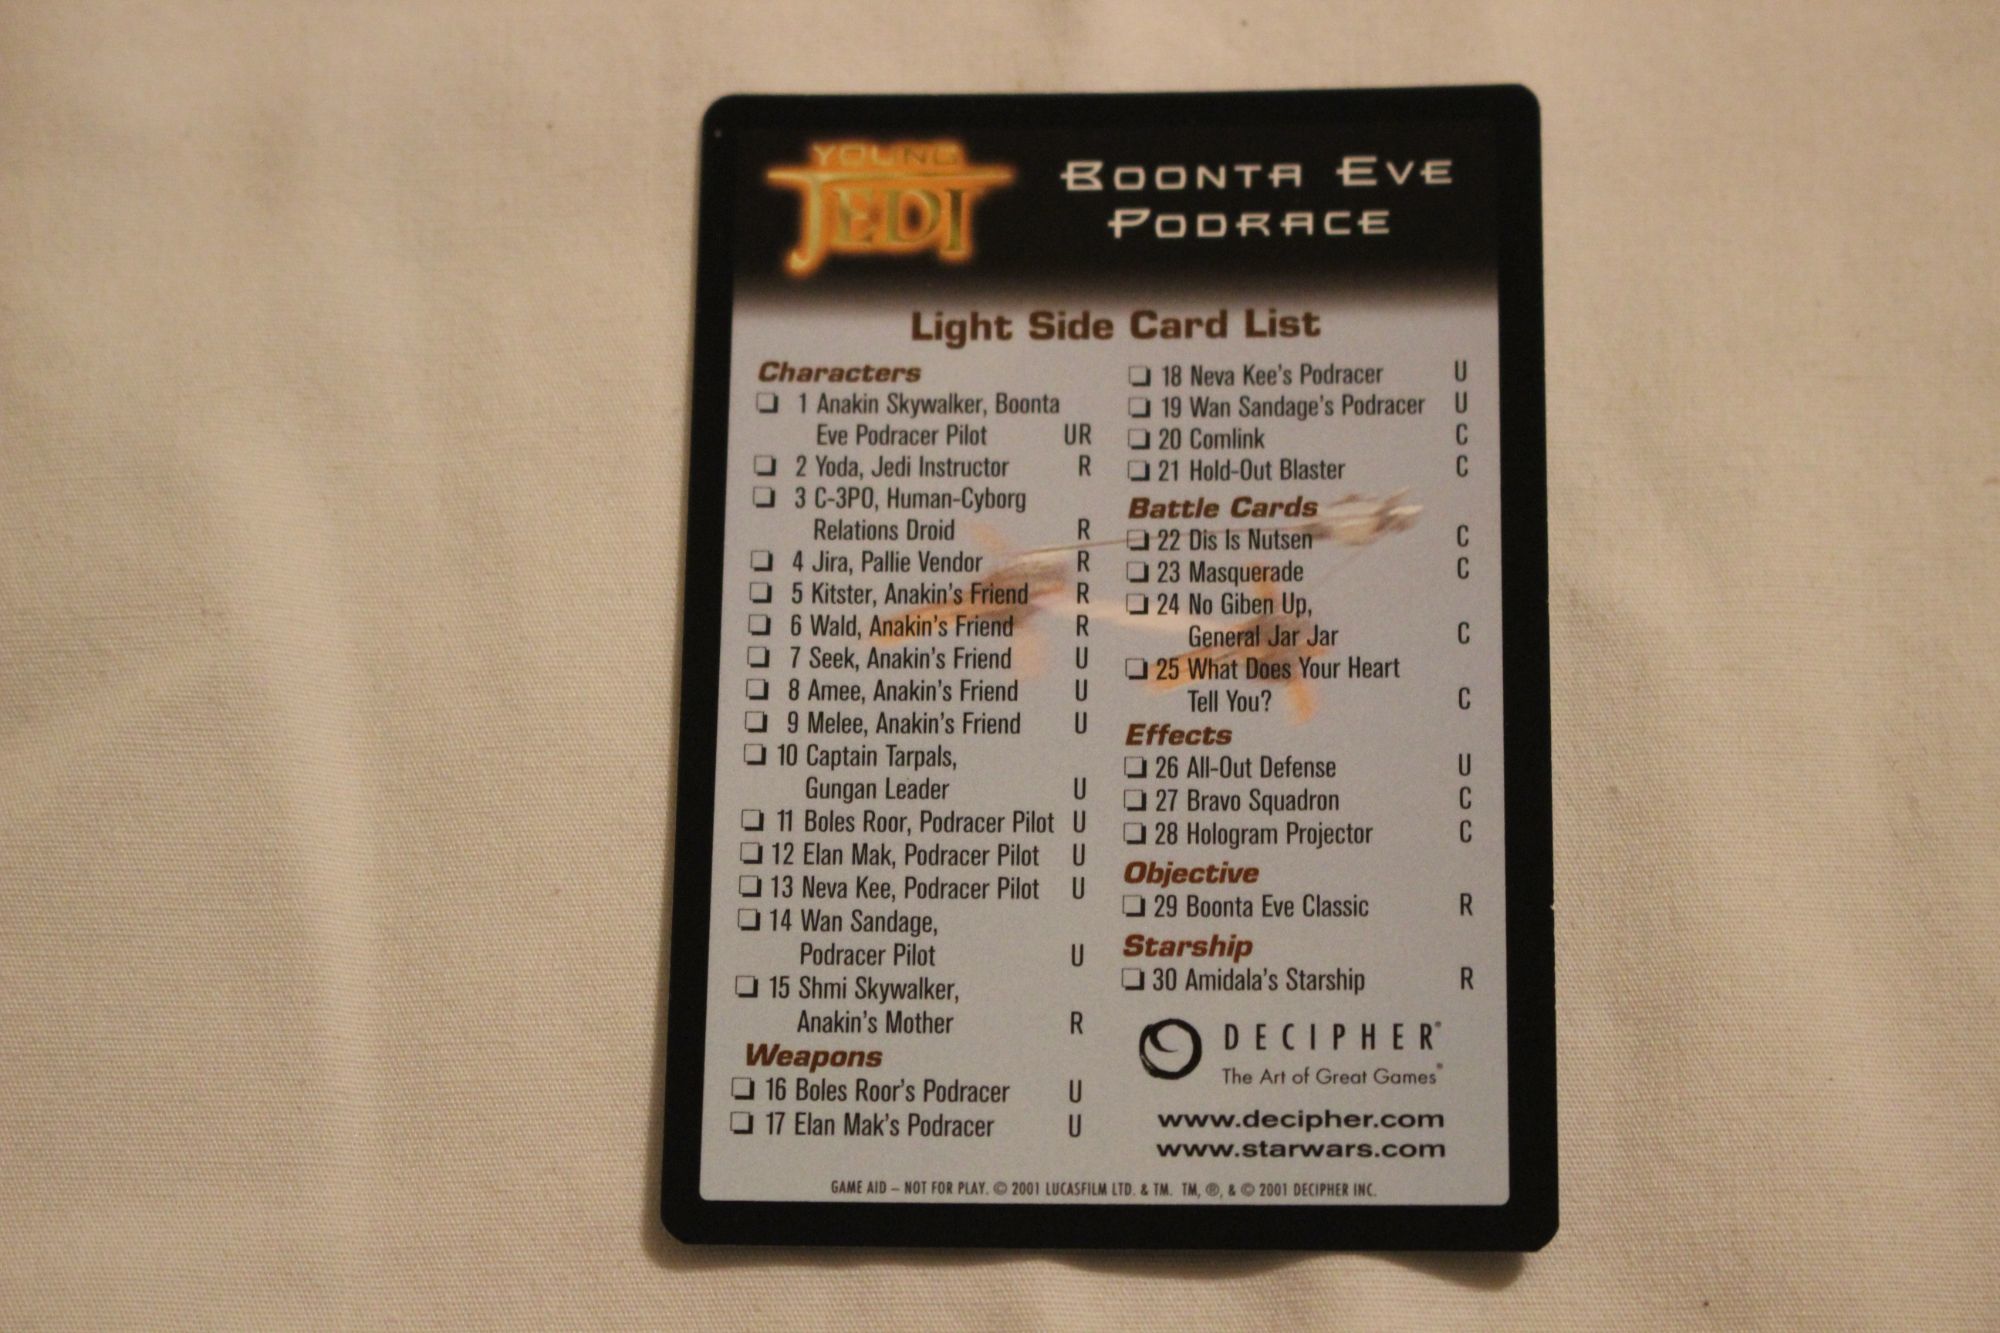 YOUNG
JEDI
BOONTA EVE
PODRACE
Light Side Card List
Characters
1 Anakin Skywalker, Boonta
Eve Podracer Pilot UR
2 Yoda, Jedi Instructor R
3 C-3PO, Human-Cyborg
Relations Droid R
4 Jira, Pallie Vendor R
5 Kitster, Anakin's Friend R
6 Wald, Anakin's Friend R
7 Seek, Anakin's Friend U
8 Amee, Anakin's Friend U
9 Melee, Anakin's Friend U
10 Captain Tarpals,
Gungan Leader U
11 Boles Roor, Podracer Pilot U
12 Elan Mak, Podracer Pilot U
13 Neva Kee, Podracer Pilot U
14 Wan Sandage,
Podracer Pilot U
15 Shmi Skywalker,
Anakin's Mother R
Weapons
16 Boles Roor's Podracer U
17 Elan Mak's Podracer U
18 Neva Kee's Podracer U
19 Wan Sandage's Podracer U
20 Comlink C
21 Hold-Out Blaster C
Battle Cards
22 Dis Is Nutsen C
23 Masquerade C
24 No Giben Up,
General Jar Jar C
25 What Does Your Heart
Tell You? C
Effects
26 All-Out Defense U
27 Bravo Squadron C
28 Hologram Projector C
Objective
29 Boonta Eve Classic R
Starship
30 Amidala's Starship R
DECIPHER®
The Art of Great Games®
www.decipher.com
www.starwars.com
GAME AID – NOT FOR PLAY. © 2001 LUCASFILM LTD. & TM. TM, ®, & © 2001 DECIPHER INC.